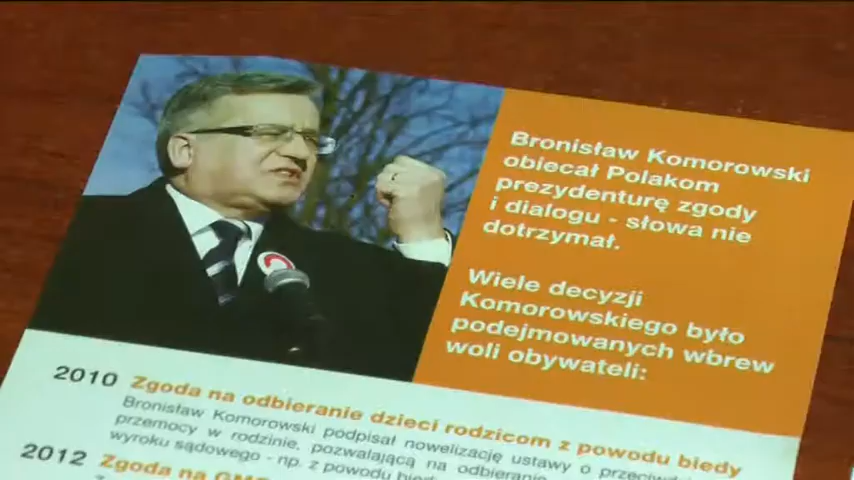 Bronisław Komorowski
obiecał Polakom
prezydenturę zgody
i dialogu - słowa nie
dotrzymał.
Wiele decyzji
Komorowskiego było
podejmowanych wbrew
woli obywateli:
2010 Zgoda na odbieranie dzieci rodzicom z powodu biedy
Bronisław Komorowski podpisał nowelizację ustawy o przeciwdz
przemocy w rodzinie, pozwalającą na odbieranie
wyroku sądowego - np. z powodu
2012 Zgoda na GMO